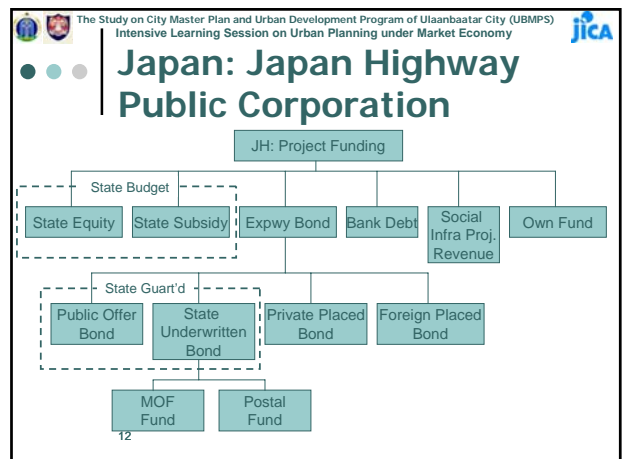 The Study on City Master Plan and Urban Development Program of Ulaanbaatar City (UBMPS)
Intensive Learning Session on Urban Planning under Market Economy
jica
Japan: Japan Highway
Public Corporation
JH: Project Funding
State Budget
State Equity
State Subsidy
Expwy Bond
Bank Debt
Social
Infra Proj.
Revenue
Own Fund
State Guart'd
Public Offer
Bond
State
Underwritten
Bond
Private Placed
Bond
Foreign Placed
Bond
MOF
Fund
Postal
Fund
12